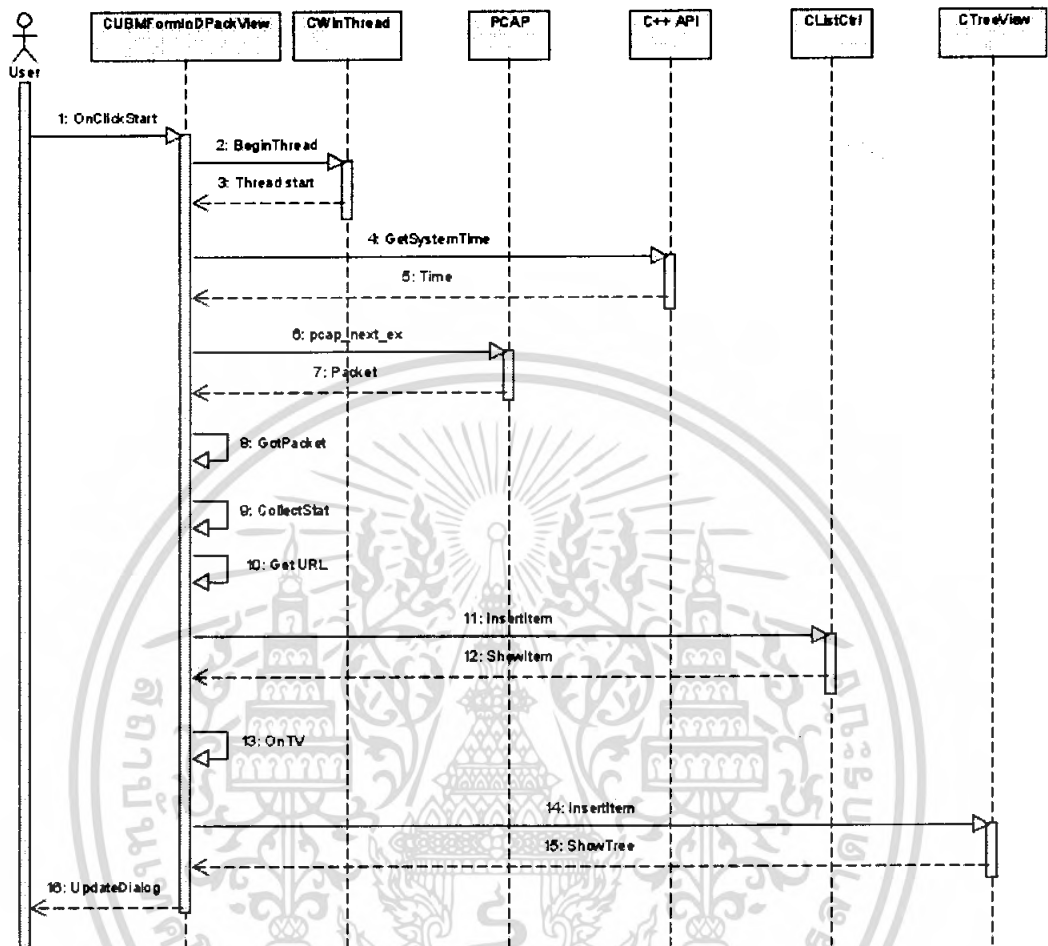 CUBMFormInDPackView
CWinThread
PCAP
C++ API
CListCtrl
CTreeView
User
1: OnClickStart
2: BeginThread
3: Thread start
4: GetSystemTime
5: Time
6: pcap_next_ex
7: Packet
8: GotPacket
9: CollectStat
10: Get URL
11: InsertItem
12: ShowItem
13: OnTV
14: InsertItem
15: ShowTree
16: UpdateDialog